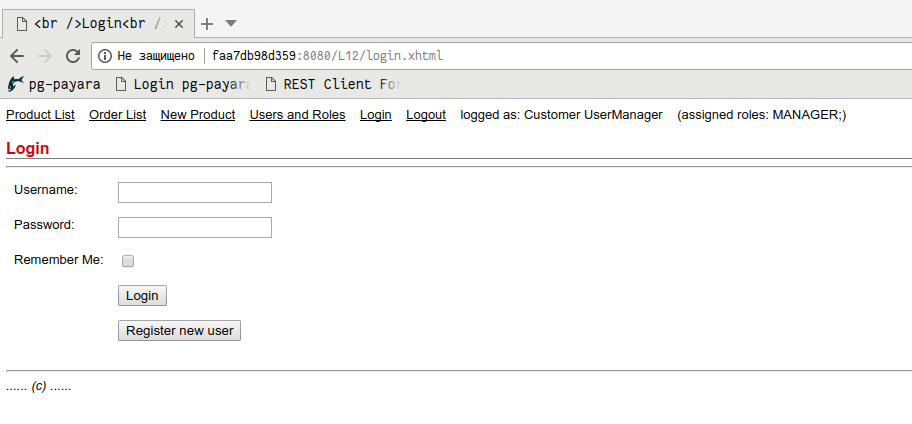 <br />Login<br />
Не защищено faa7db98d359:8080/L12/login.xhtml
pg-payara Login pg-payara REST Client For
Product List Order List New Product Users and Roles Login Logout logged as: Customer UserManager (assigned roles: MANAGER;)
Login
Username:
Password:
Remember Me:
Login
Register new user
...... (c) ......